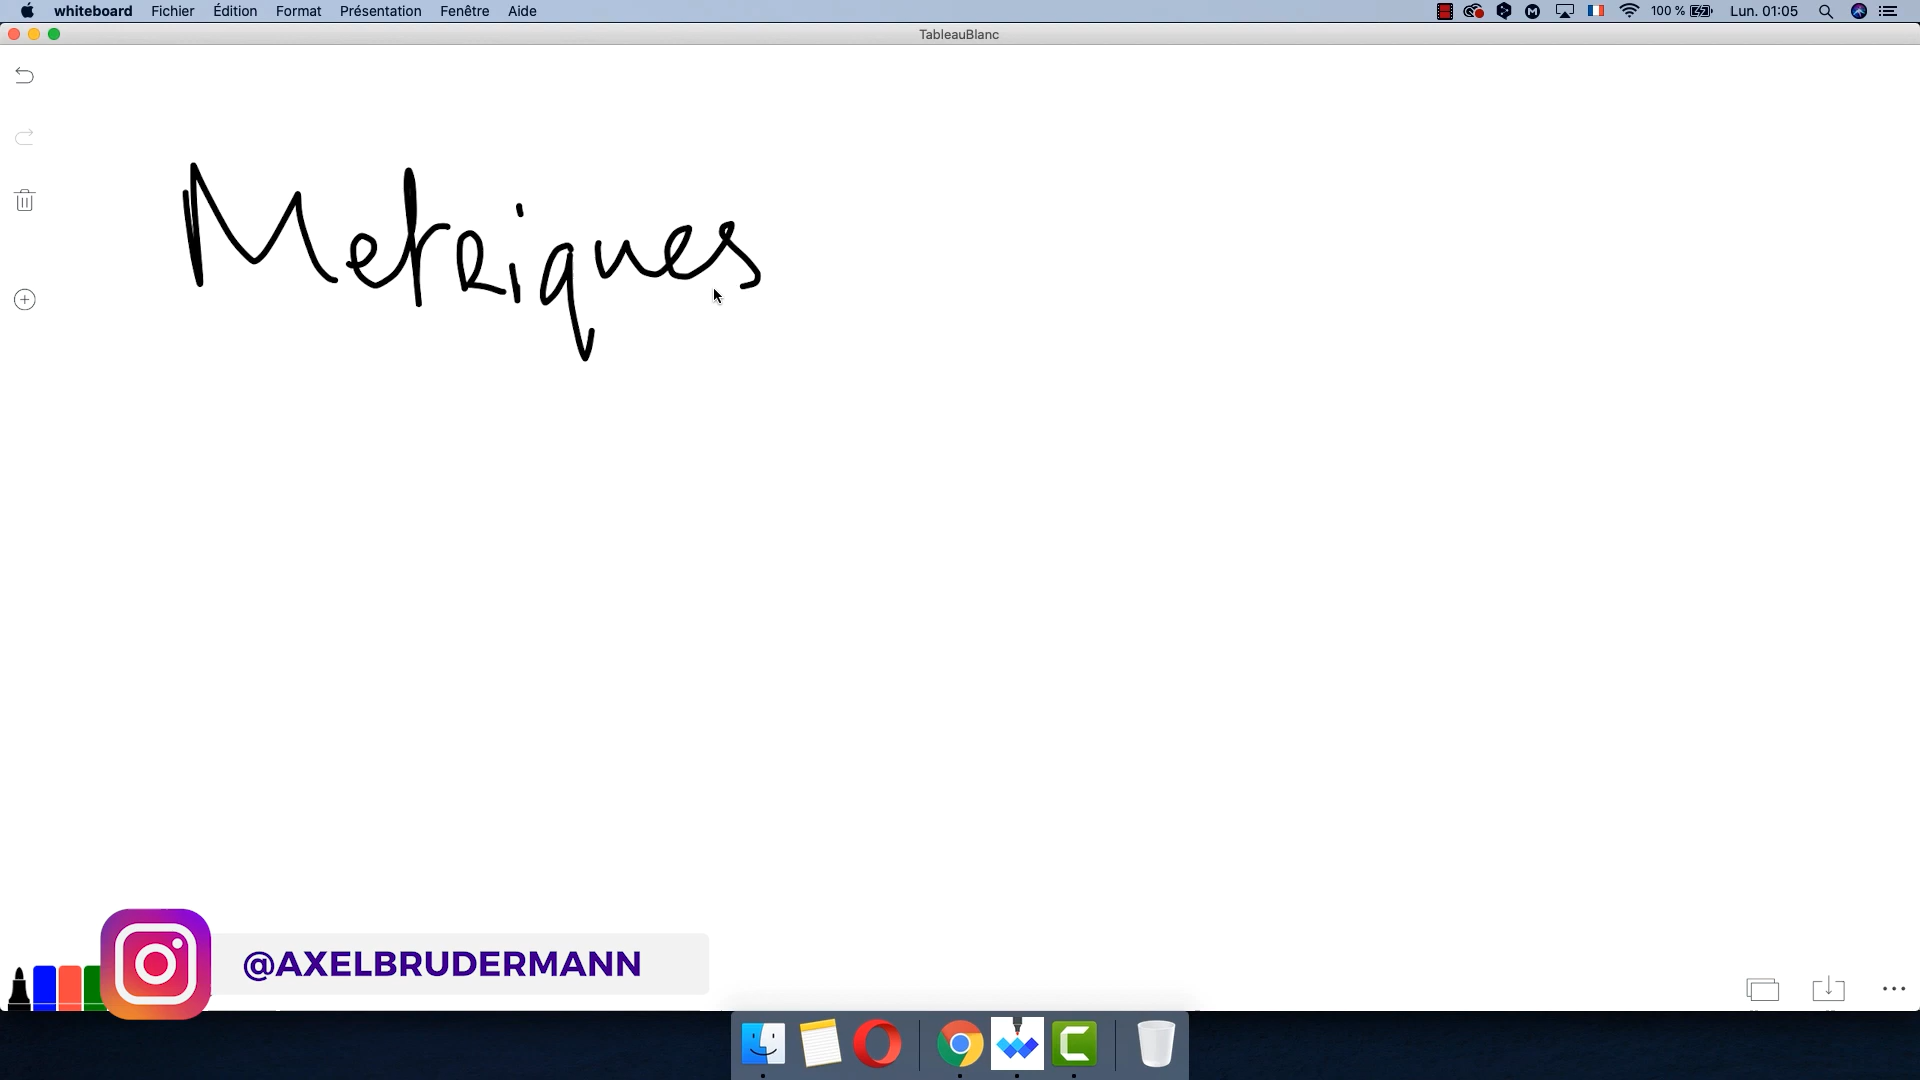 whiteboard Fichier Édition Format Présentation Fenêtre Aide 100 % Lun. 01:05
TableauBlanc
Metriques
@AXELBRUDERMANN